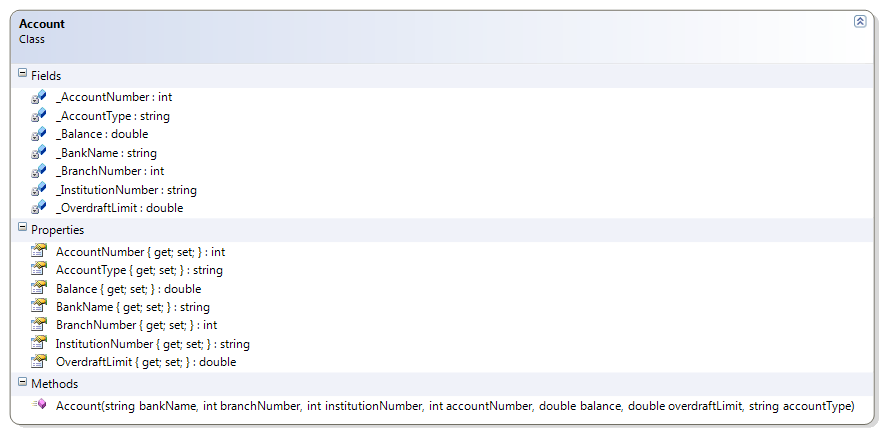 Account
Class
Fields
_AccountNumber : int
_AccountType : string
_Balance : double
_BankName : string
_BranchNumber : int
_InstitutionNumber : string
_OverdraftLimit : double
Properties
AccountNumber { get; set; } : int
AccountType { get; set; } : string
Balance { get; set; } : double
BankName { get; set; } : string
BranchNumber { get; set; } : int
InstitutionNumber { get; set; } : string
OverdraftLimit { get; set; } : double
Methods
Account(string bankName, int branchNumber, int institutionNumber, int accountNumber, double balance, double overdraftLimit, string accountType)